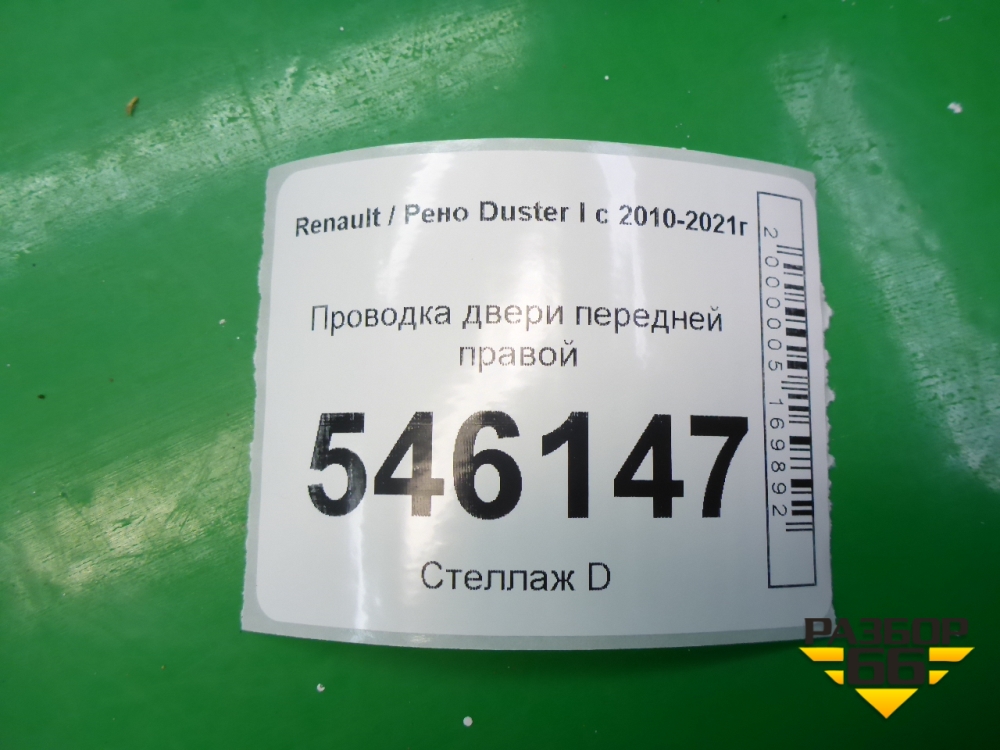 Renault / Рено Duster I с 2010-2021г
Проводка двери передней
правой
546147
Стеллаж D
2000005169892
РАЗБОР
66